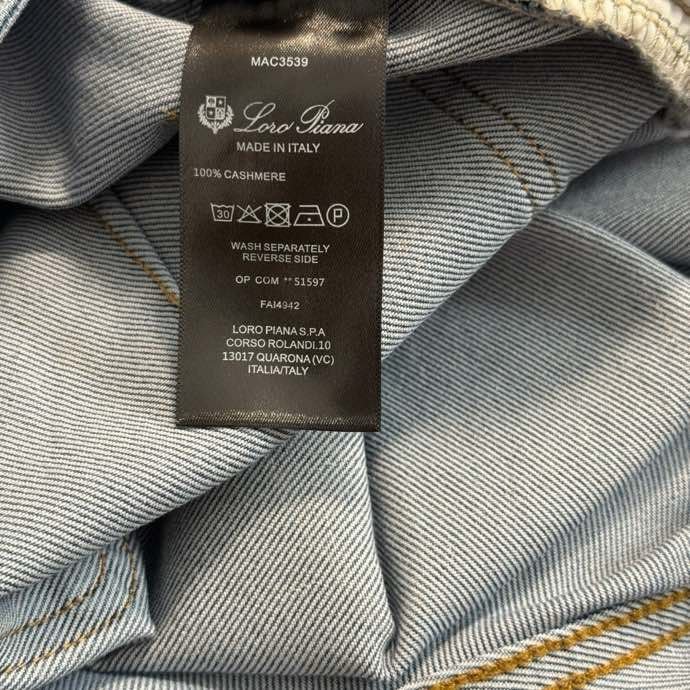 MAC3539
Loro Piana
MADE IN ITALY
100% CASHMERE
30 P
WASH SEPARATELY
REVERSE SIDE
OP COM **51597
FAI4942
LORO PIANA S.P.A
CORSO ROLANDI.10
13017 QUARONA (VC)
ITALIA/ITALY